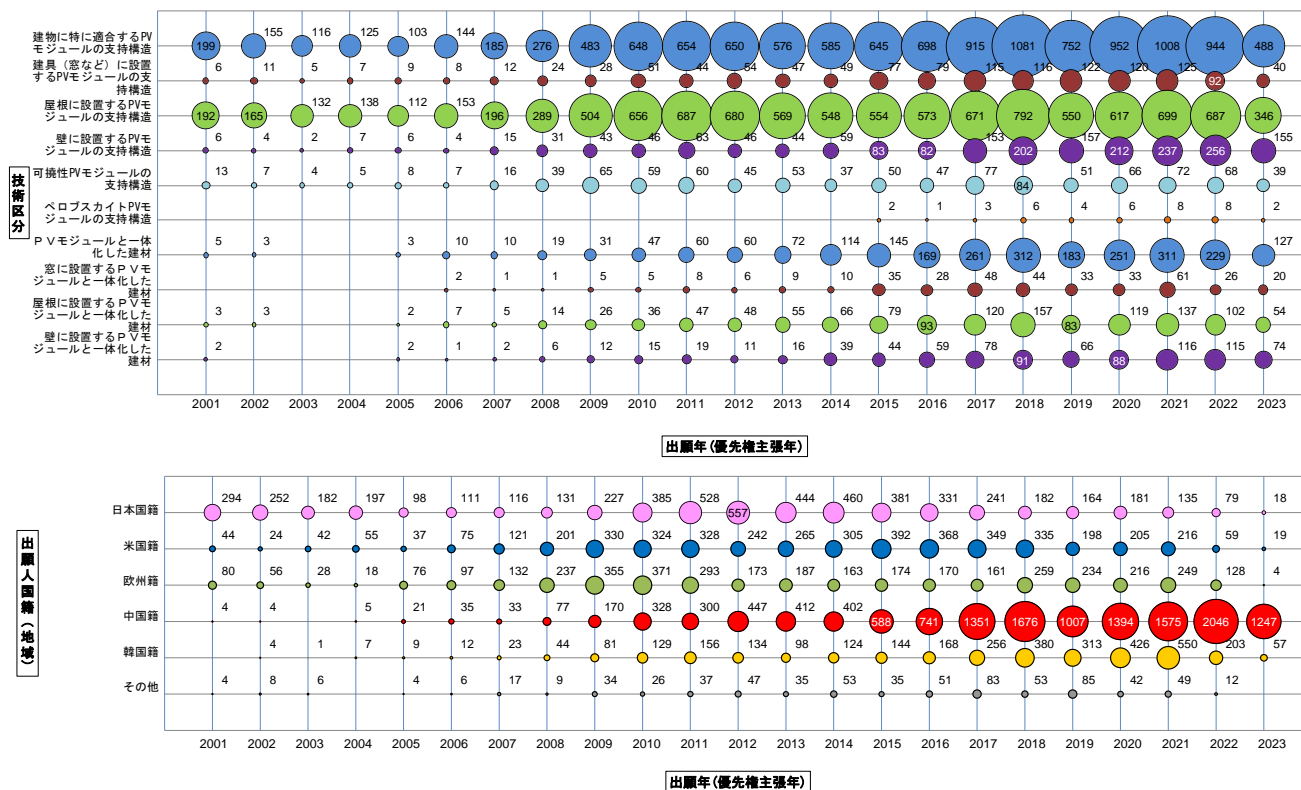 建物に特に適合するPV
モジュールの支持構造
199 155 116 125 103 144 185 276 483 648 654 650 576 585 645 698 915 1081 752 952 1008 944 488
建具（窓など）に設置
するPVモジュールの支
持構造
6 11 5 7 9 8 12 24 28 51 44 54 47 49 77 79 115 116 122 120 125 92 40
屋根に設置するPVモ
ジュールの支持構造
192 165 132 138 112 153 196 289 504 656 687 680 569 548 554 573 671 792 550 617 699 687 346
壁に設置するPVモ
ジュールの支持構造
6 4 2 7 6 4 15 31 43 46 63 46 44 59 83 82 153 202 157 212 237 256 155
可撓性PVモジュールの
支持構造
13 7 4 5 8 7 16 39 65 59 60 45 53 37 50 47 77 84 51 66 72 68 39
ペロブスカイトPVモ
ジュールの支持構造
2 1 3 6 4 6 8 8 2
ＰＶモジュールと一体
化した建材
5 3 3 10 10 19 31 47 60 60 72 114 145 169 261 312 183 251 311 229 127
窓に設置するＰＶモ
ジュールと一体化した
建材
2 1 1 5 5 8 6 9 10 35 28 48 44 33 33 61 26 20
屋根に設置するＰＶモ
ジュールと一体化した
建材
3 3 2 7 5 14 26 36 47 48 55 66 79 93 120 157 83 119 137 102 54
壁に設置するＰＶモ
ジュールと一体化した
建材
2 2 1 2 6 12 15 19 11 16 39 44 59 78 91 66 88 116 115 74
技術区分
2001 2002 2003 2004 2005 2006 2007 2008 2009 2010 2011 2012 2013 2014 2015 2016 2017 2018 2019 2020 2021 2022 2023
出願年(優先権主張年)
出願人国籍（地域）
日本国籍
294 252 182 197 98 111 116 131 227 385 528 557 444 460 381 331 241 182 164 181 135 79 18
米国籍
44 24 42 55 37 75 121 201 330 324 328 242 265 305 392 368 349 335 198 205 216 59 19
欧州籍
80 56 28 18 76 97 132 237 355 371 293 173 187 163 174 170 161 259 234 216 249 128 4
中国籍
4 4 5 21 35 33 77 170 328 300 447 412 402 588 741 1351 1676 1007 1394 1575 2046 1247
韓国籍
4 1 7 9 12 23 44 81 129 156 134 98 124 144 168 256 380 313 426 550 203 57
その他
4 8 6 4 6 17 9 34 26 37 47 35 53 35 51 83 53 85 42 49 12
2001 2002 2003 2004 2005 2006 2007 2008 2009 2010 2011 2012 2013 2014 2015 2016 2017 2018 2019 2020 2021 2022 2023
出願年(優先権主張年)